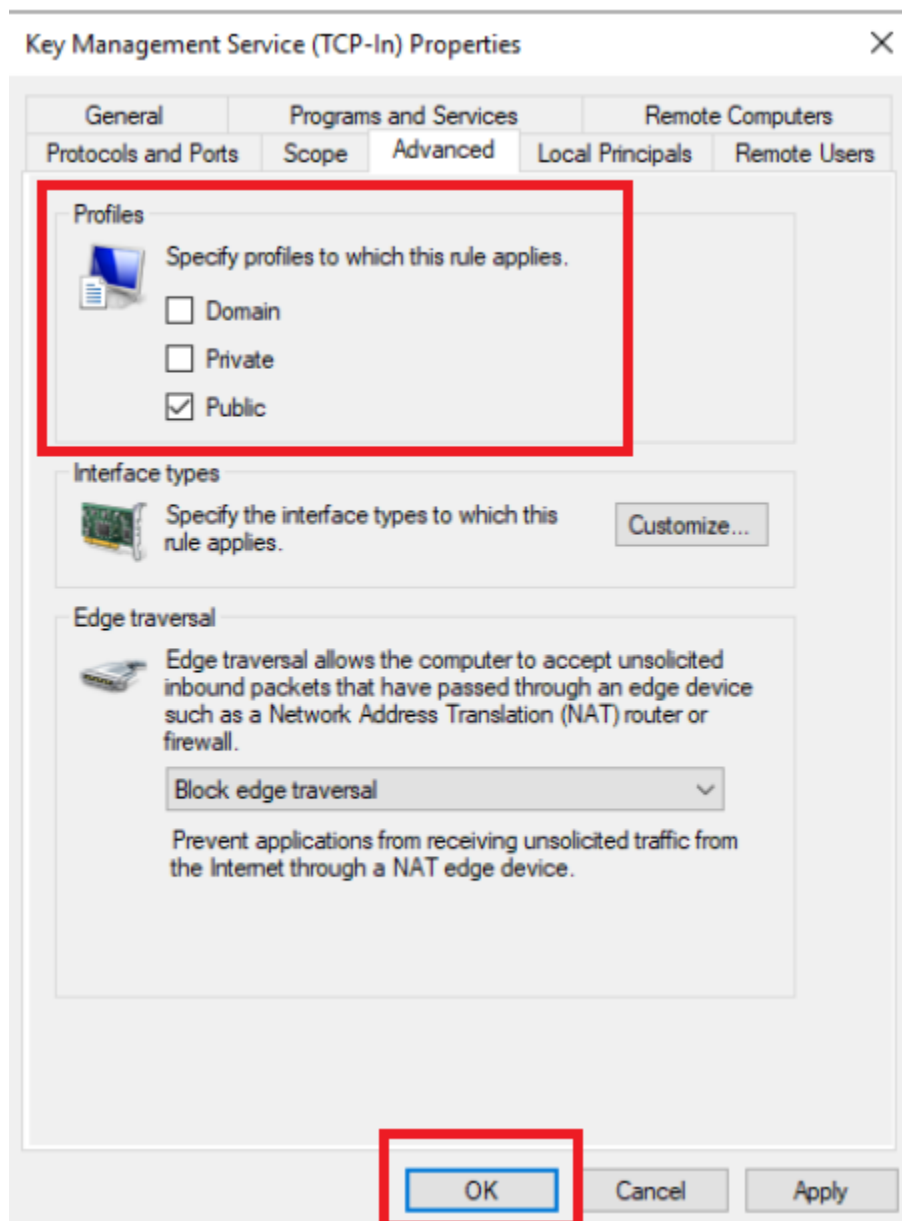 Key Management Service (TCP-In) Properties
General
Programs and Services
Remote Computers
Protocols and Ports
Scope
Advanced
Local Principals
Remote Users
Profiles
Specify profiles to which this rule applies.
Domain
Private
Public
Interface types
Specify the interface types to which this
rule applies.
Customize...
Edge traversal
Edge traversal allows the computer to accept unsolicited
inbound packets that have passed through an edge device
such as a Network Address Translation (NAT) router or
firewall.
Block edge traversal
Prevent applications from receiving unsolicited traffic from
the Internet through a NAT edge device.
OK
Cancel
Apply